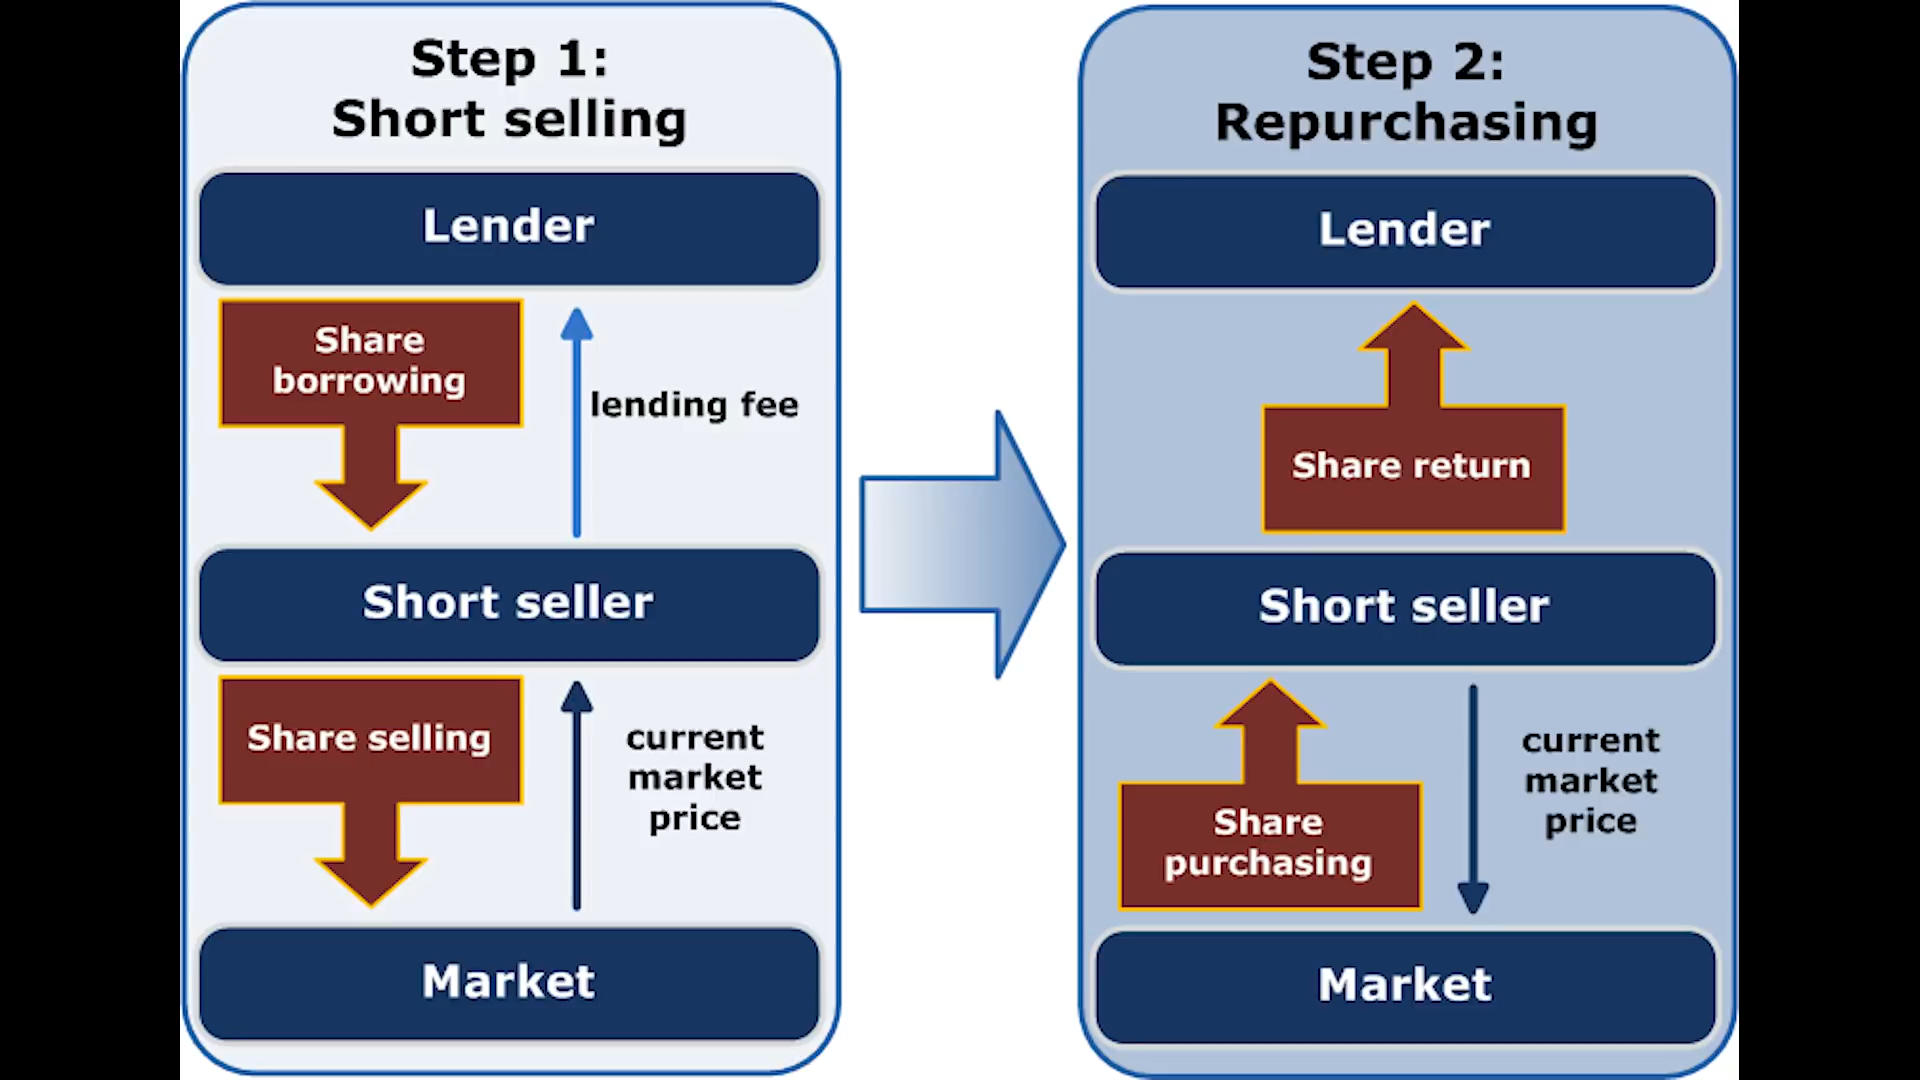 Step 1:
Short selling
Lender
Share
borrowing
lending fee
Short seller
Share selling
current
market
price
Market
Step 2:
Repurchasing
Lender
Share return
Short seller
Share
purchasing
current
market
price
Market